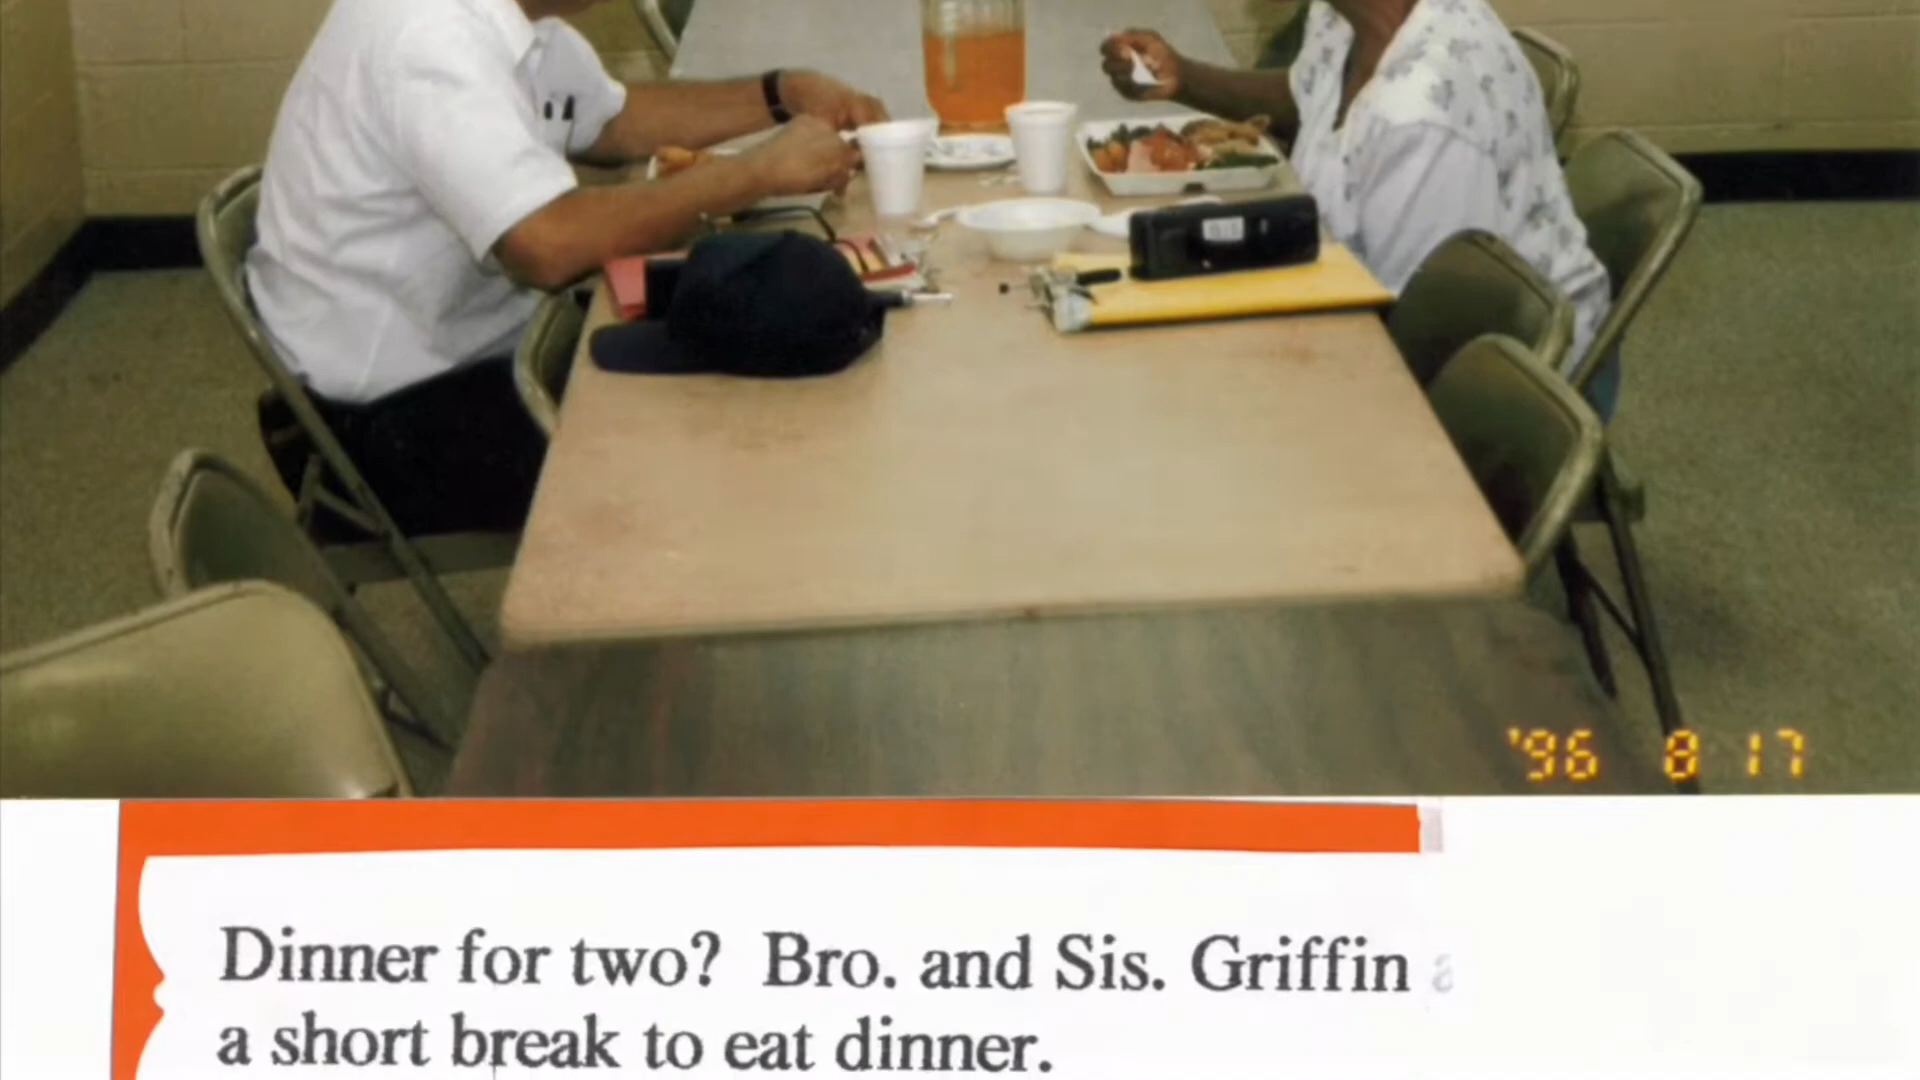 '96 8 17
Dinner for two? Bro. and Sis. Griffin
a short break to eat dinner.